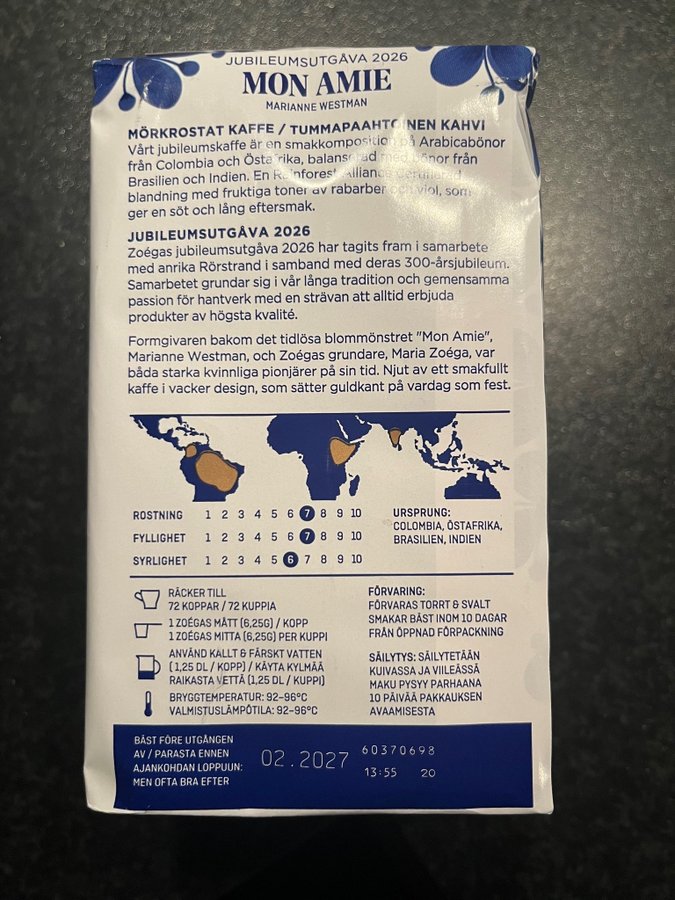 JUBILEUMSUTGÅVA 2026
MON AMIE
MARIANNE WESTMAN
MÖRKROSTAT KAFFE / TUMMAPAAHTOINEN KAHVI
Vårt jubileumskaffe är en smakkomposition på Arabicabönor
från Colombia och Östafrika, balanserad med bönor från
Brasilien och Indien. En Rainforest Alliance certifierad
blandning med fruktiga toner av rabarber och viol, som
ger en söt och lång eftersmak.
JUBILEUMSUTGÅVA 2026
Zoégas jubileumsutgåva 2026 har tagits fram i samarbete
med anrika Rörstrand i samband med deras 300-årsjubileum.
Samarbetet grundar sig i vår långa tradition och gemensamma
passion för hantverk med en strävan att alltid erbjuda
produkter av högsta kvalité.
Formgivaren bakom det tidlösa blommönstret "Mon Amie",
Marianne Westman, och Zoégas grundare, Maria Zoéga, var
båda starka kvinnliga pionjärer på sin tid. Njut av ett smakfullt
kaffe i vacker design, som sätter guldkant på vardag som fest.
ROSTNING 1 2 3 4 5 6 7 8 9 10
FYLLIGHET 1 2 3 4 5 6 7 8 9 10
SYRLIGHET 1 2 3 4 5 6 7 8 9 10
URSPRUNG:
COLOMBIA, ÖSTAFRIKA,
BRASILIEN, INDIEN
RÄCKER TILL
72 KOPPAR / 72 KUPPIA
1 ZOÉGAS MÅTT (6,25G) / KOPP
1 ZOÉGAS MITTA (6,25G) PER KUPPI
ANVÄND KALLT & FÄRSKT VATTEN
(1,25 DL / KOPP) / KÄYTÄ KYLMÄÄ
RAIKASTA VETTÄ (1,25 DL / KUPPI)
BRYGGTEMPERATUR: 92–96°C
VALMISTUSLÄMPÖTILA: 92–96°C
FÖRVARING:
FÖRVARAS TORRT & SVALT
SMAKAR BÄST INOM 10 DAGAR
FRÅN ÖPPNAD FÖRPACKNING
SÄILYTYS: SÄILYTETÄÄN
KUIVASSA JA VIILEÄSSÄ
MAKU PYSYY PARHAANA
10 PÄIVÄÄ PAKKAUKSEN
AVAAMISESTA
BÄST FÖRE UTGÅNGEN
AV / PARASTA ENNEN
AJANKOHDAN LOPPUUN:
MEN OFTA BRA EFTER
02.2027
60370698
13:55 20